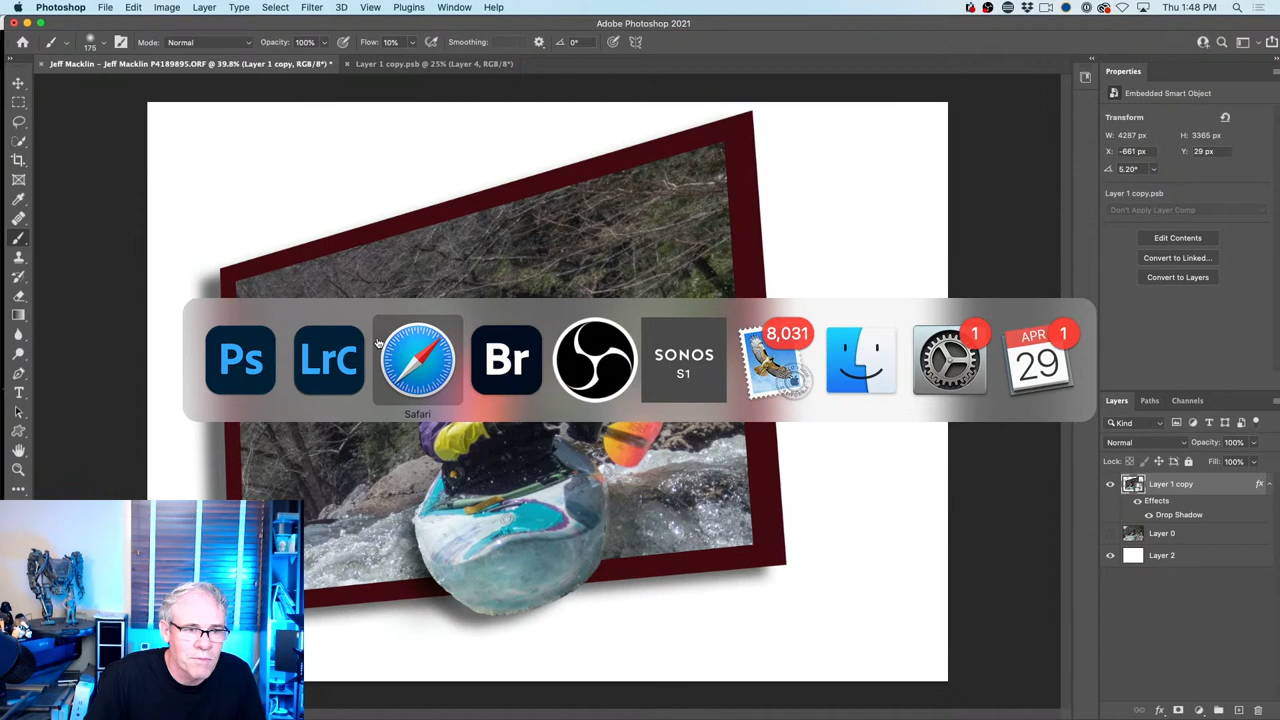 Photoshop File Edit Image Layer Type Select Filter 3D View Plugins Window Help Thu 1:48 PM
Adobe Photoshop 2021
175 Mode: Normal Opacity: 100% Flow: 10% Smoothing: 0°
Jeff Macklin – Jeff Macklin P4189895.ORF @ 39.8% (Layer 1 copy, RGB/8*) *
Layer 1 copy.psb @ 25% (Layer 4, RGB/8*)
Properties
Embedded Smart Object
Transform
W: 4287 px H: 3365 px
X: -661 px Y: 29 px
5.20°
Layer 1 copy.psb
Don't Apply Layer Comp
Edit Contents
Convert to Linked...
Convert to Layers
Ps LrC Br SONOS
S1
8,031
1
APR
29
1
Safari
Layers Paths Channels
Kind
Normal Opacity: 100%
Lock: Fill: 100%
Layer 1 copy fx
Effects
Drop Shadow
Layer 0
Layer 2
fx